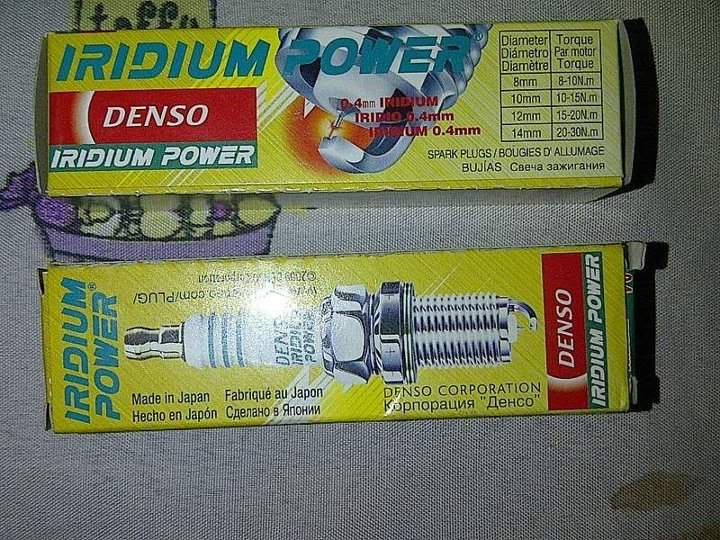 taffy
IRIDIUM POWER®
DENSO
IRIDIUM POWER
0.4mm IRIDIUM
IRIDIO 0.4mm
IRIDIUM 0.4mm
Diameter Torque
Diámetro Par motor
Diamètre Torque
8mm 8-10N.m
10mm 10-15N.m
12mm 15-20N.m
14mm 20-30N.m
SPARK PLUGS / BOUGIES D' ALLUMAGE
BUJÍAS Свеча зажигания
IRIDIUM
POWER®
DENSO
IRIDIUM
POWER
Made in Japan Fabriqué au Japon
Hecho en Japón Сделано в Японии
DENSO CORPORATION
Корпорация "Денсо"
DENSO
IRIDIUM POWER